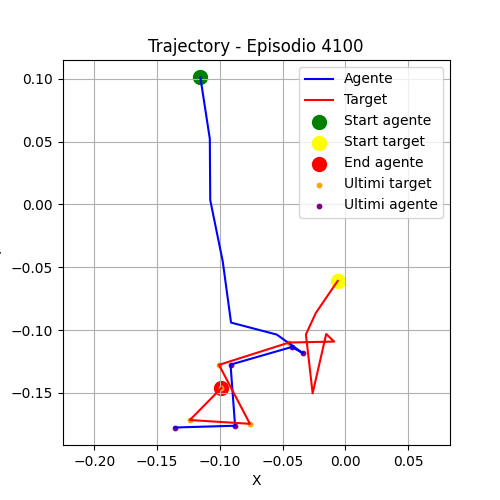 Trajectory - Episodio 4100
Agente
Target
Start agente
Start target
End agente
Ultimi target
Ultimi agente
0.10
0.05
0.00
−0.05
−0.10
−0.15
−0.20
−0.15
−0.10
−0.05
0.00
0.05
X